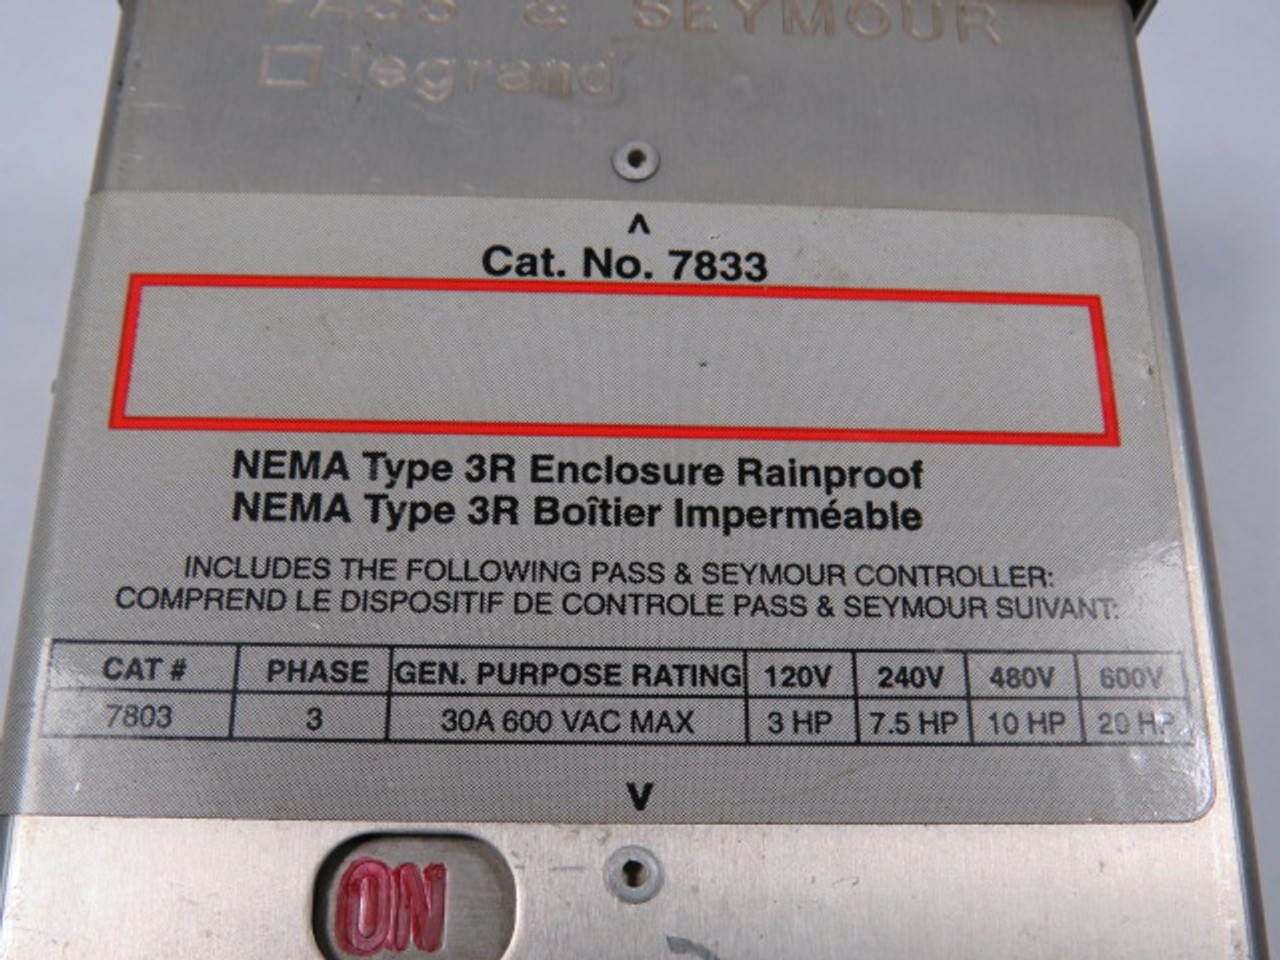 PASS & SEYMOUR
legrand
Cat. No. 7833
NEMA Type 3R Enclosure Rainproof
NEMA Type 3R Boîtier Imperméable
INCLUDES THE FOLLOWING PASS & SEYMOUR CONTROLLER:
COMPREND LE DISPOSITIF DE CONTROLE PASS & SEYMOUR SUIVANT:
CAT # PHASE GEN. PURPOSE RATING 120V 240V 480V 600V
7803 3 30A 600 VAC MAX 3 HP 7.5 HP 10 HP 20 HP
ON